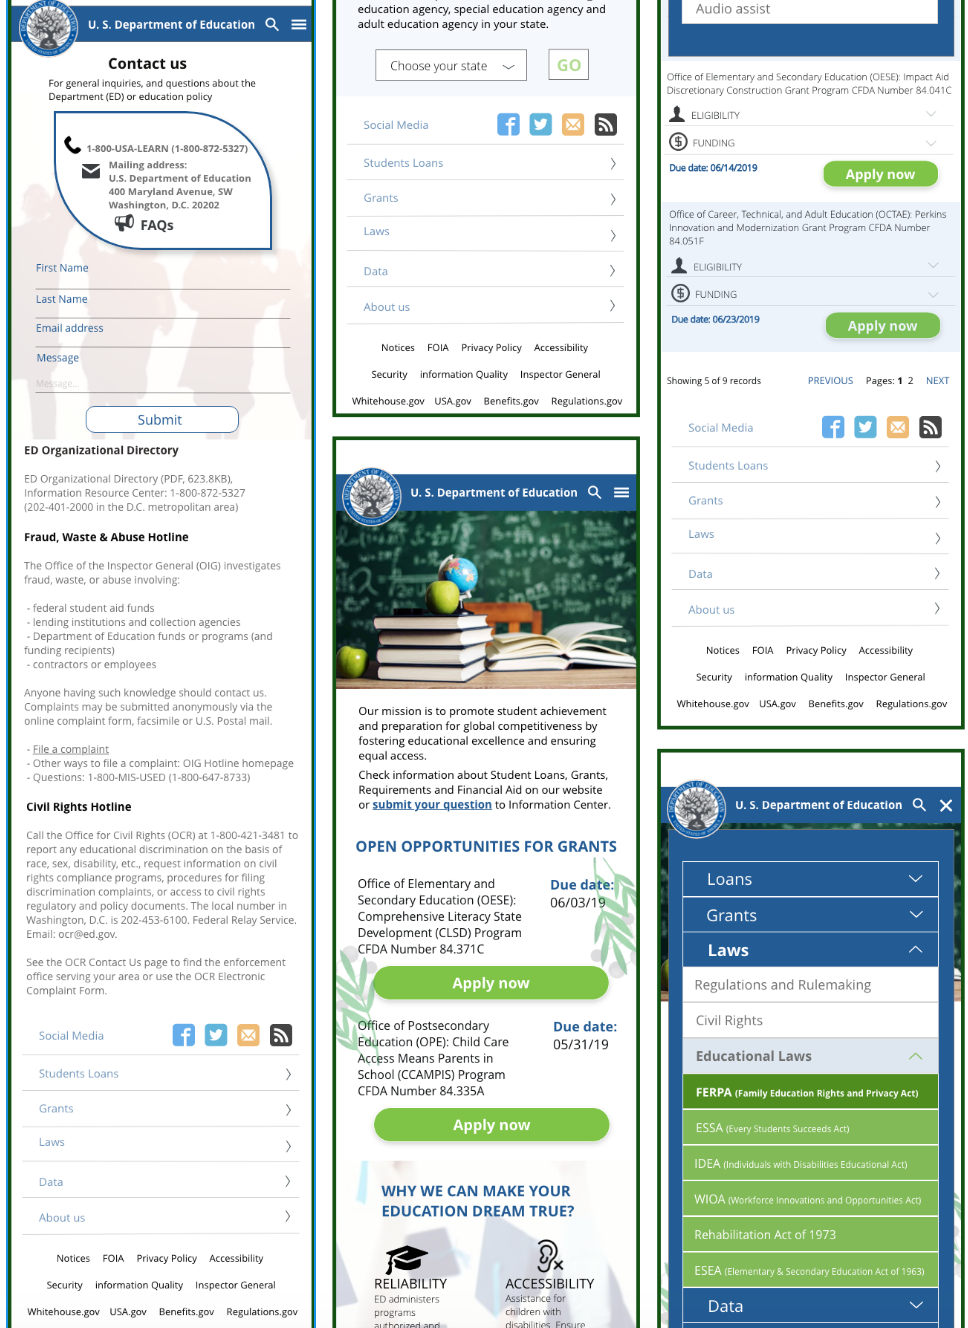 U. S. Department of Education
Contact us
For general inquiries, and questions about the
Department (ED) or education policy
1-800-USA-LEARN (1-800-872-5327)
Mailing address:
U.S. Department of Education
400 Maryland Avenue, SW
Washington, D.C. 20202
FAQs
First Name
Last Name
Email address
Message
Message...
Submit
ED Organizational Directory
ED Organizational Directory (PDF, 623.8KB),
Information Resource Center: 1-800-872-5327
(202-401-2000 in the D.C. metropolitan area)
Fraud, Waste & Abuse Hotline
The Office of the Inspector General (OIG) investigates
fraud, waste, or abuse involving:
- federal student aid funds
- lending institutions and collection agencies
- Department of Education funds or programs (and
funding recipients)
- contractors or employees
Anyone having such knowledge should contact us.
Complaints may be submitted anonymously via the
online complaint form, facsimile or U.S. Postal mail.
- File a complaint
- Other ways to file a complaint: OIG Hotline homepage
- Questions: 1-800-MIS-USED (1-800-647-8733)
Civil Rights Hotline
Call the Office for Civil Rights (OCR) at 1-800-421-3481 to
report any educational discrimination on the basis of
race, sex, disability, etc., request information on civil
rights compliance programs, procedures for filing
discrimination complaints, or access to civil rights
regulatory and policy documents. The local number in
Washington, D.C. is 202-453-6100. Federal Relay Service.
Email: ocr@ed.gov.
See the OCR Contact Us page to find the enforcement
office serving your area or use the OCR Electronic
Complaint Form.
Social Media
Students Loans
Grants
Laws
Data
About us
Notices FOIA Privacy Policy Accessibility
Security information Quality Inspector General
Whitehouse.gov USA.gov Benefits.gov Regulations.gov
education agency, special education agency and
adult education agency in your state.
Choose your state
GO
Social Media
Students Loans
Grants
Laws
Data
About us
Notices FOIA Privacy Policy Accessibility
Security information Quality Inspector General
Whitehouse.gov USA.gov Benefits.gov Regulations.gov
U. S. Department of Education
Our mission is to promote student achievement
and preparation for global competitiveness by
fostering educational excellence and ensuring
equal access.
Check information about Student Loans, Grants,
Requirements and Financial Aid on our website
or submit your question to Information Center.
OPEN OPPORTUNITIES FOR GRANTS
Office of Elementary and
Secondary Education (OESE):
Comprehensive Literacy State
Development (CLSD) Program
CFDA Number 84.371C
Due date:
06/03/19
Apply now
Office of Postsecondary
Education (OPE): Child Care
Access Means Parents in
School (CCAMPIS) Program
CFDA Number 84.335A
Due date:
05/31/19
Apply now
WHY WE CAN MAKE YOUR
EDUCATION DREAM TRUE?
RELIABILITY
ED administers
programs
authorized and
ACCESSIBILITY
Assistance for
children with
disabilities. Ensure
Audio assist
Office of Elementary and Secondary Education (OESE): Impact Aid
Discretionary Construction Grant Program CFDA Number 84.041C
ELIGIBILITY
FUNDING
Due date: 06/14/2019
Apply now
Office of Career, Technical, and Adult Education (OCTAE): Perkins
Innovation and Modernization Grant Program CFDA Number
84.051F
ELIGIBILITY
FUNDING
Due date: 06/23/2019
Apply now
Showing 5 of 9 records PREVIOUS Pages: 1 2 NEXT
Social Media
Students Loans
Grants
Laws
Data
About us
Notices FOIA Privacy Policy Accessibility
Security information Quality Inspector General
Whitehouse.gov USA.gov Benefits.gov Regulations.gov
U. S. Department of Education
Loans
Grants
Laws
Regulations and Rulemaking
Civil Rights
Educational Laws
FERPA (Family Education Rights and Privacy Act)
ESSA (Every Students Succeeds Act)
IDEA (Individuals with Disabilities Educational Act)
WIOA (Workforce Innovations and Opportunities Act)
Rehabilitation Act of 1973
ESEA (Elementary & Secondary Education Act of 1963)
Data